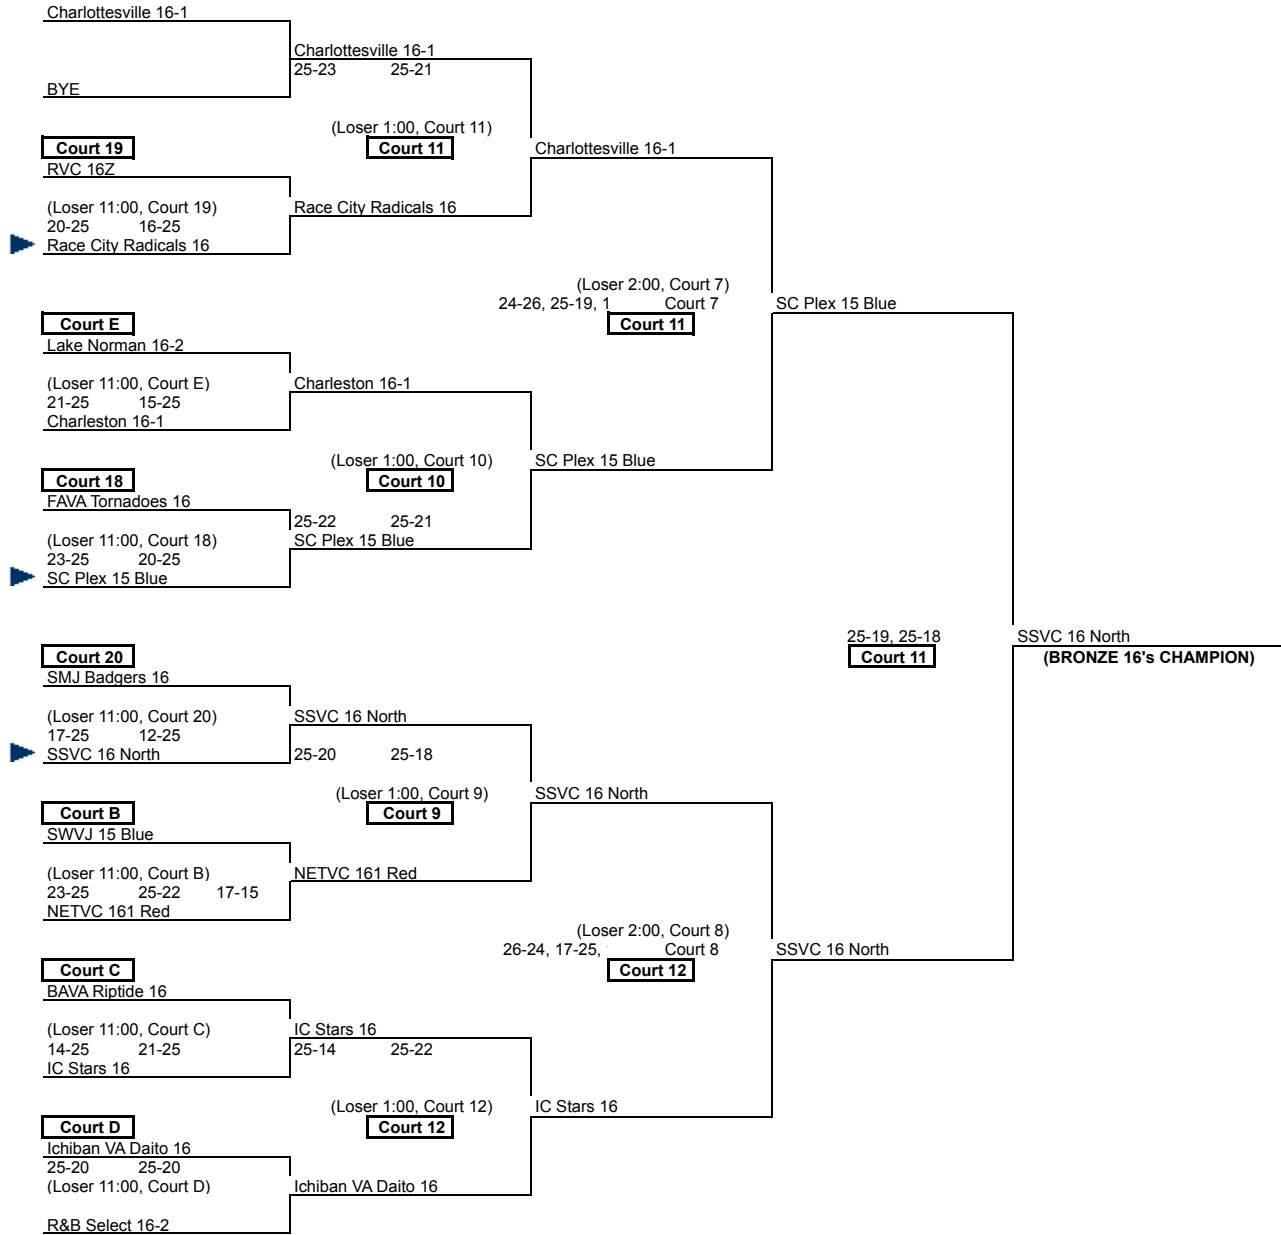 Charlottesville 16-1
Charlottesville 16-1
25-23 25-21
BYE
(Loser 1:00, Court 11)
Court 19
Court 11
Charlottesville 16-1
RVC 16Z
(Loser 11:00, Court 19)
Race City Radicals 16
20-25 16-25
Race City Radicals 16
(Loser 2:00, Court 7)
24-26, 25-19, 1 Court 7
SC Plex 15 Blue
Court E
Court 11
Lake Norman 16-2
(Loser 11:00, Court E)
Charleston 16-1
21-25 15-25
Charleston 16-1
(Loser 1:00, Court 10)
SC Plex 15 Blue
Court 18
Court 10
FAVA Tornadoes 16
25-22 25-21
(Loser 11:00, Court 18)
SC Plex 15 Blue
23-25 20-25
SC Plex 15 Blue
25-19, 25-18
SSVC 16 North
Court 20
Court 11
(BRONZE 16's CHAMPION)
SMJ Badgers 16
(Loser 11:00, Court 20)
SSVC 16 North
17-25 12-25
SSVC 16 North
25-20 25-18
(Loser 1:00, Court 9)
SSVC 16 North
Court B
Court 9
SWVJ 15 Blue
(Loser 11:00, Court B)
NETVC 161 Red
23-25 25-22 17-15
NETVC 161 Red
(Loser 2:00, Court 8)
26-24, 17-25, Court 8
SSVC 16 North
Court C
Court 12
BAVA Riptide 16
(Loser 11:00, Court C)
IC Stars 16
14-25 21-25
25-14 25-22
IC Stars 16
(Loser 1:00, Court 12)
IC Stars 16
Court D
Court 12
Ichiban VA Daito 16
25-20 25-20
(Loser 11:00, Court D)
Ichiban VA Daito 16
R&B Select 16-2